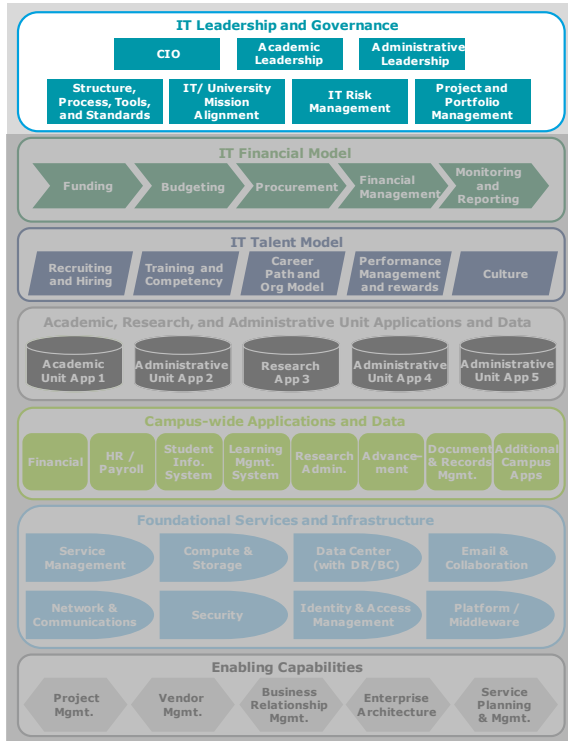 IT Leadership and Governance
CIO
Academic
Leadership
Administrative
Leadership
Structure,
Process, Tools,
and Standards
IT/ University
Mission
Alignment
IT Risk
Management
Project and
Portfolio
Management
IT Financial Model
Funding
Budgeting
Procurement
Financial
Management
Monitoring
and
Reporting
IT Talent Model
Recruiting
and Hiring
Training and
Competency
Career
Path and
Org Model
Performance
Management
and rewards
Culture
Academic, Research, and Administrative Unit Applications and Data
Academic
Unit App 1
Administrative
Unit App 2
Research
App 3
Administrative
Unit App 4
Administrative
Unit App 5
Campus-wide Applications and Data
Financial
HR /
Payroll
Student
Info.
System
Learning
Mgmt.
System
Research
Admin.
Advance-
ment
Document
& Records
Mgmt.
Additional
Campus
Apps
Foundational Services and Infrastructure
Service
Management
Compute &
Storage
Data Center
(with DR/BC)
Email &
Collaboration
Network &
Communications
Security
Identity & Access
Management
Platform /
Middleware
Enabling Capabilities
Project
Mgmt.
Vendor
Mgmt.
Business
Relationship
Mgmt.
Enterprise
Architecture
Service
Planning
& Mgmt.